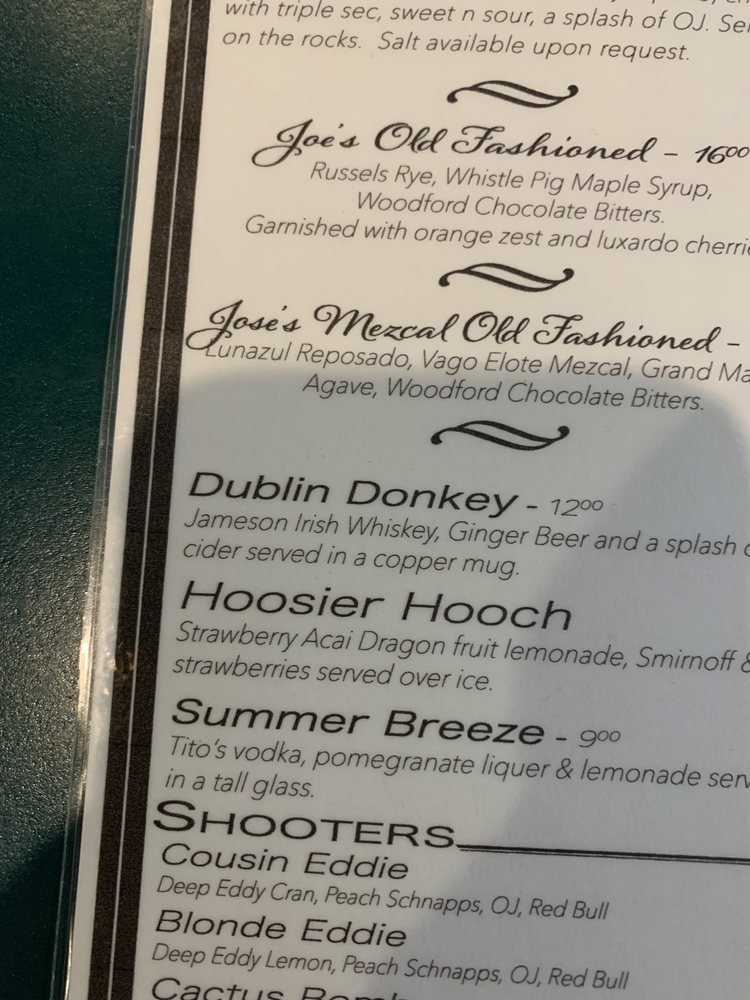 with triple sec, sweet n sour, a splash of OJ.
on the rocks. Salt available upon request.
Joe's Old Fashioned - 16⁰⁰
Russels Rye, Whistle Pig Maple Syrup,
Woodford Chocolate Bitters.
Garnished with orange zest and luxardo
Jose's Mezcal Old Fashioned -
Lunazul Reposado, Vago Elote Mezcal, Grand
Agave, Woodford Chocolate Bitters.
Dublin Donkey - 12⁰⁰
Jameson Irish Whiskey, Ginger Beer and a splash
cider served in a copper mug.
Hoosier Hooch
Strawberry Acai Dragon fruit lemonade, Smirnoff &
strawberries served over ice.
Summer Breeze - 9⁰⁰
Tito's vodka, pomegranate liquer & lemonade
in a tall glass.
SHOOTERS
Cousin Eddie
Deep Eddy Cran, Peach Schnapps, OJ, Red Bull
Blonde Eddie
Deep Eddy Lemon, Peach Schnapps, OJ, Red Bull
Cactus